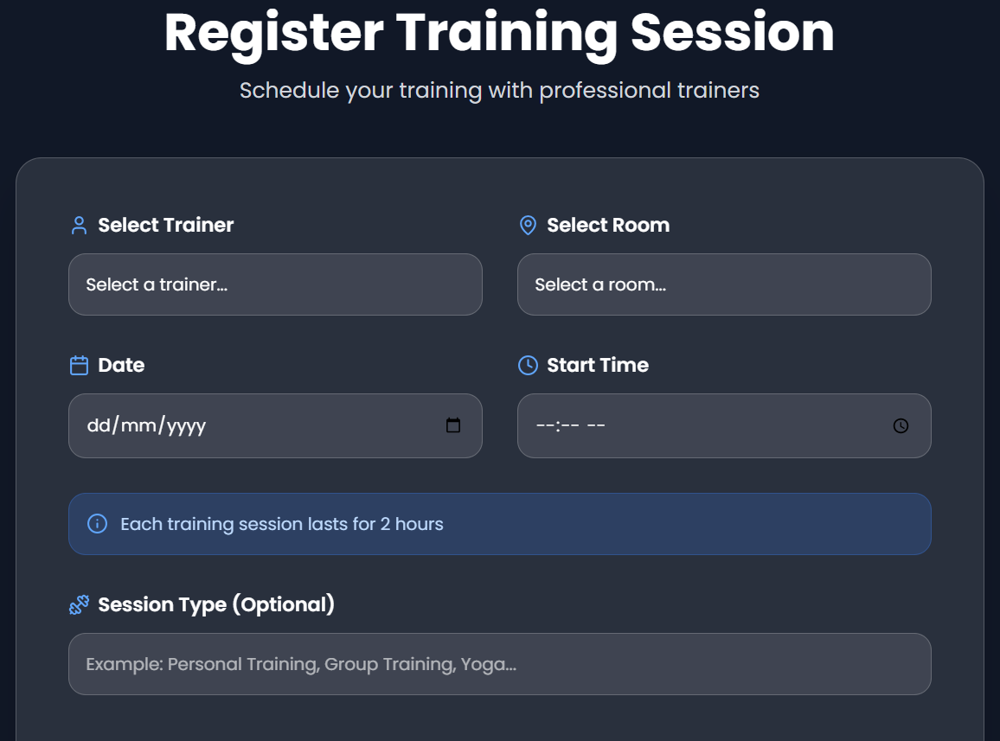 Register Training Session
Schedule your training with professional trainers
Select Trainer
Select Room
Select a trainer...
Select a room...
Date
Start Time
dd/mm/yyyy
--:-- --
Each training session lasts for 2 hours
Session Type (Optional)
Example: Personal Training, Group Training, Yoga...